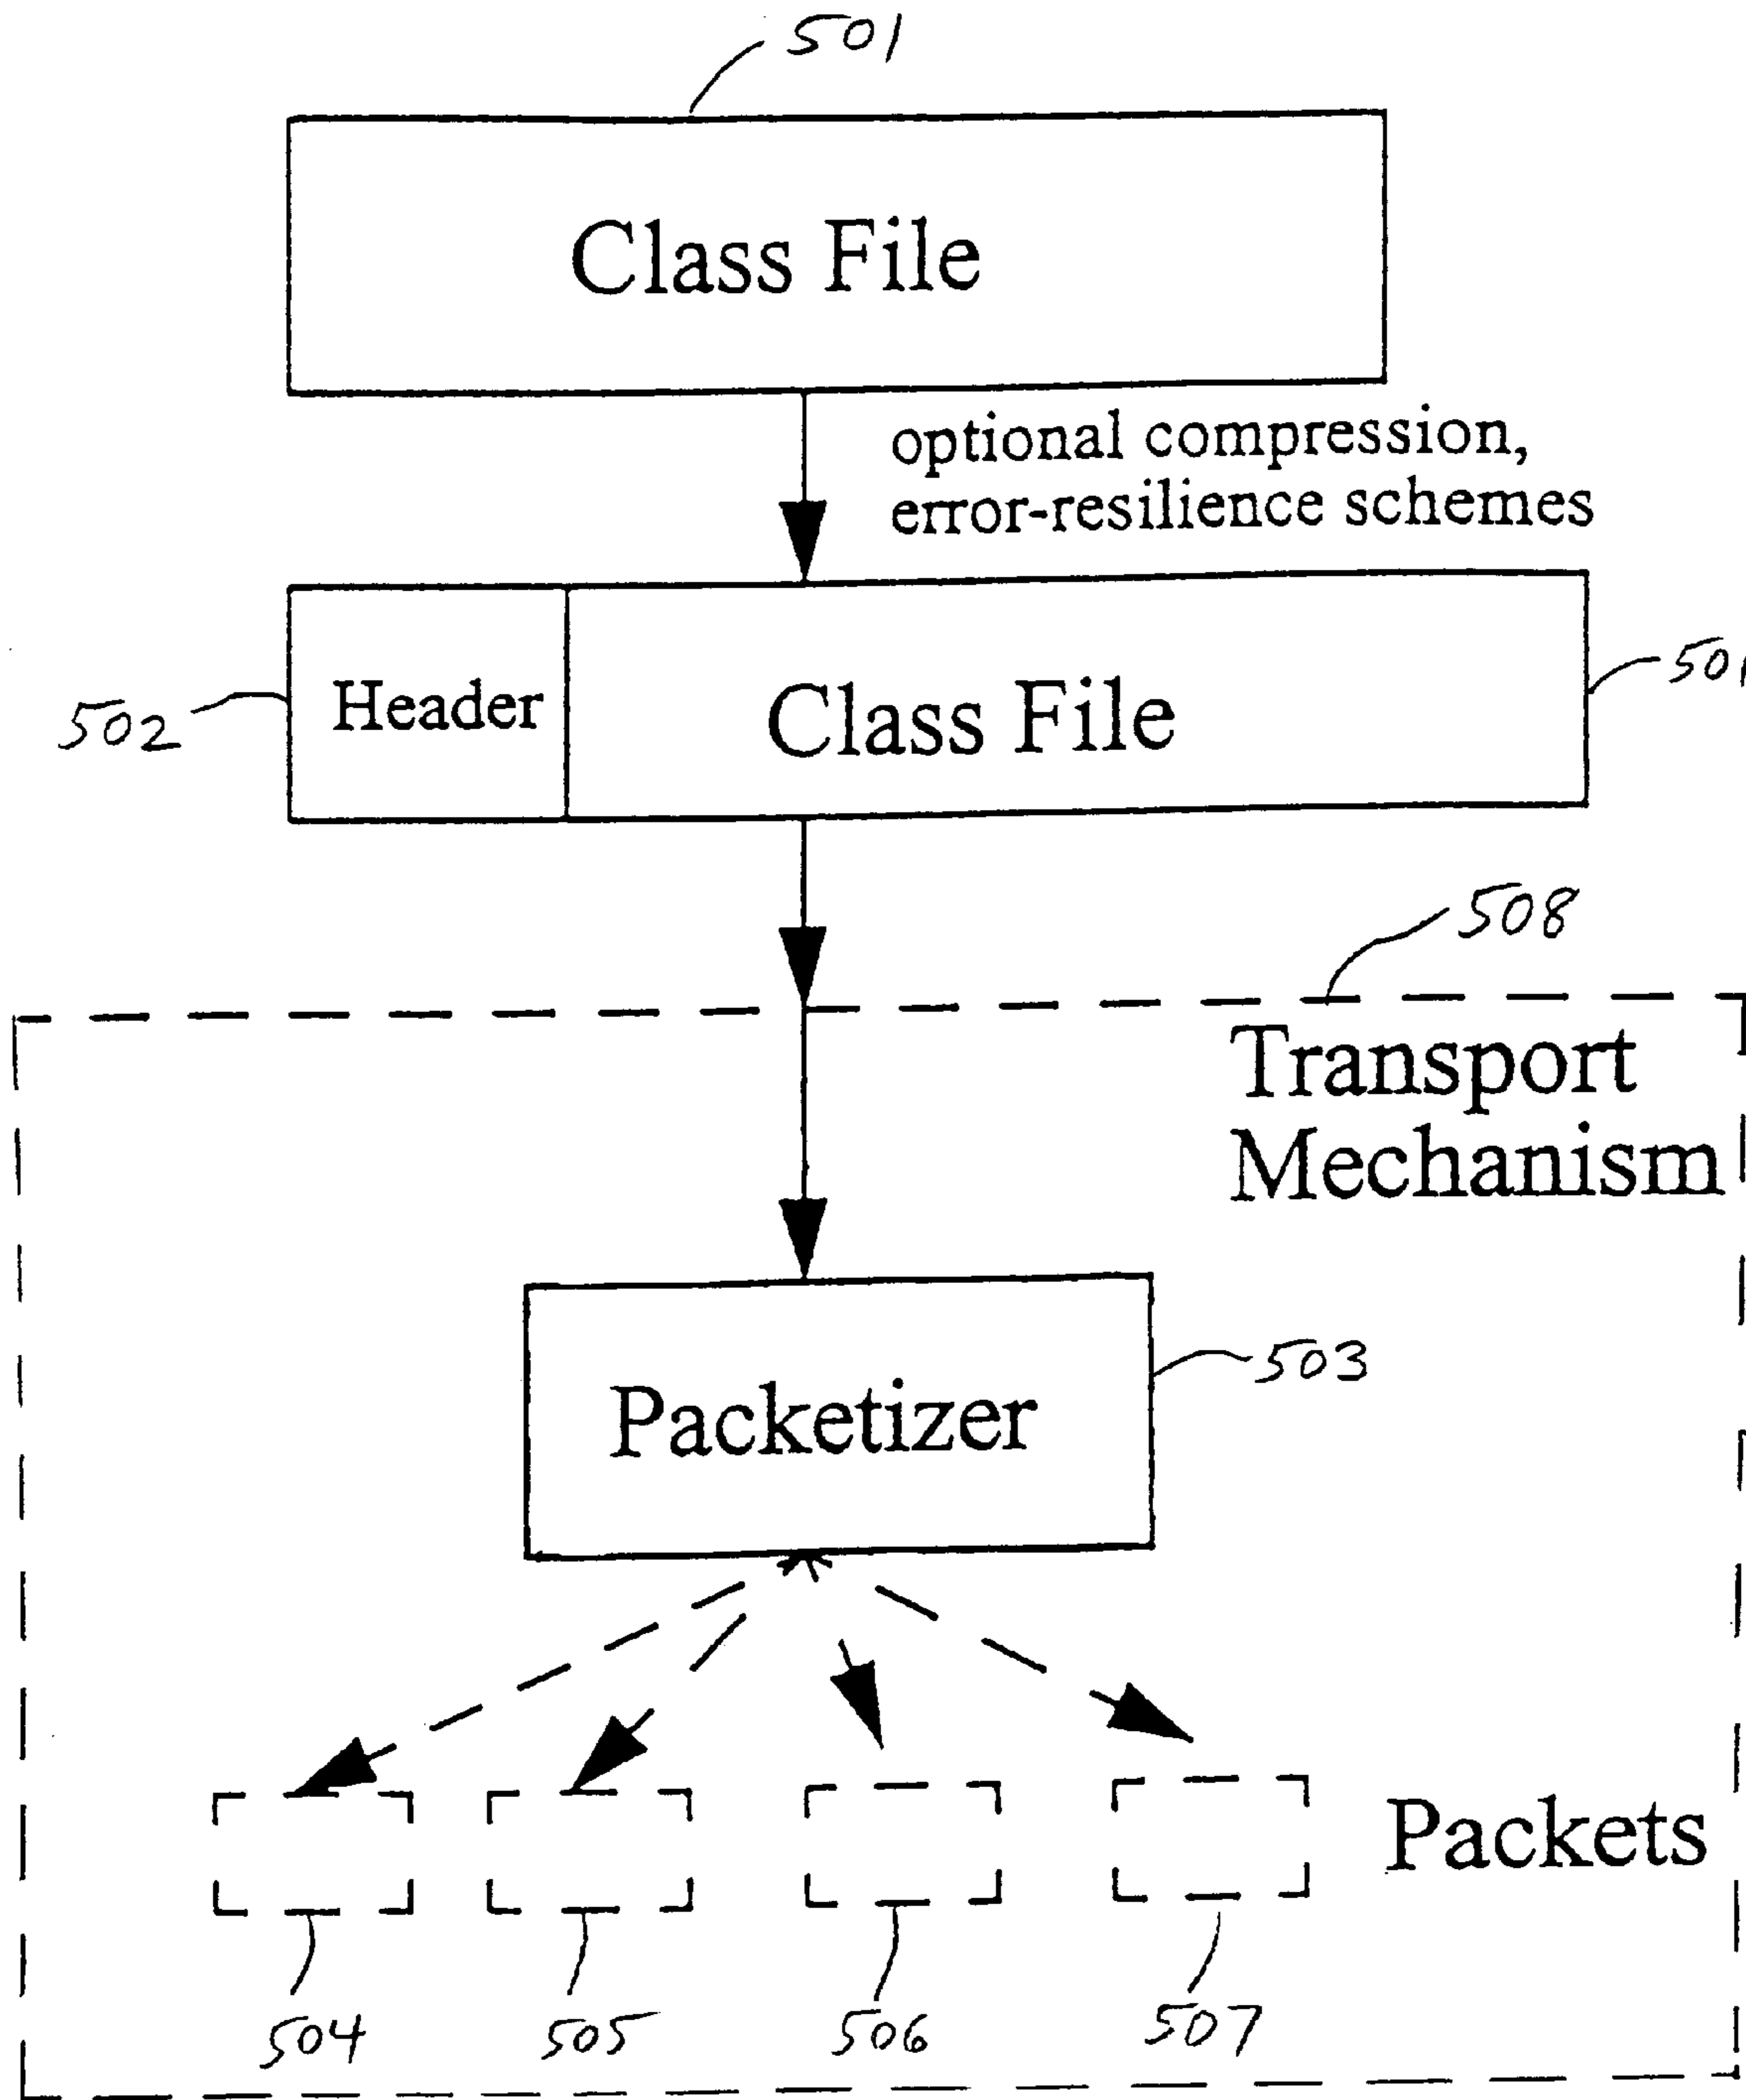 501
Class File
optional compression,
error-resilience schemes
502
Header
Class File
501
508
Transport
Mechanism
Packetizer
503
Packets
504
505
506
507